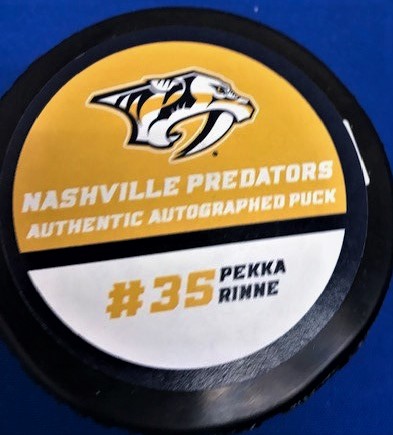 NASHVILLE PREDATORS
AUTHENTIC AUTOGRAPHED PUCK
#35 PEKKA
RINNE